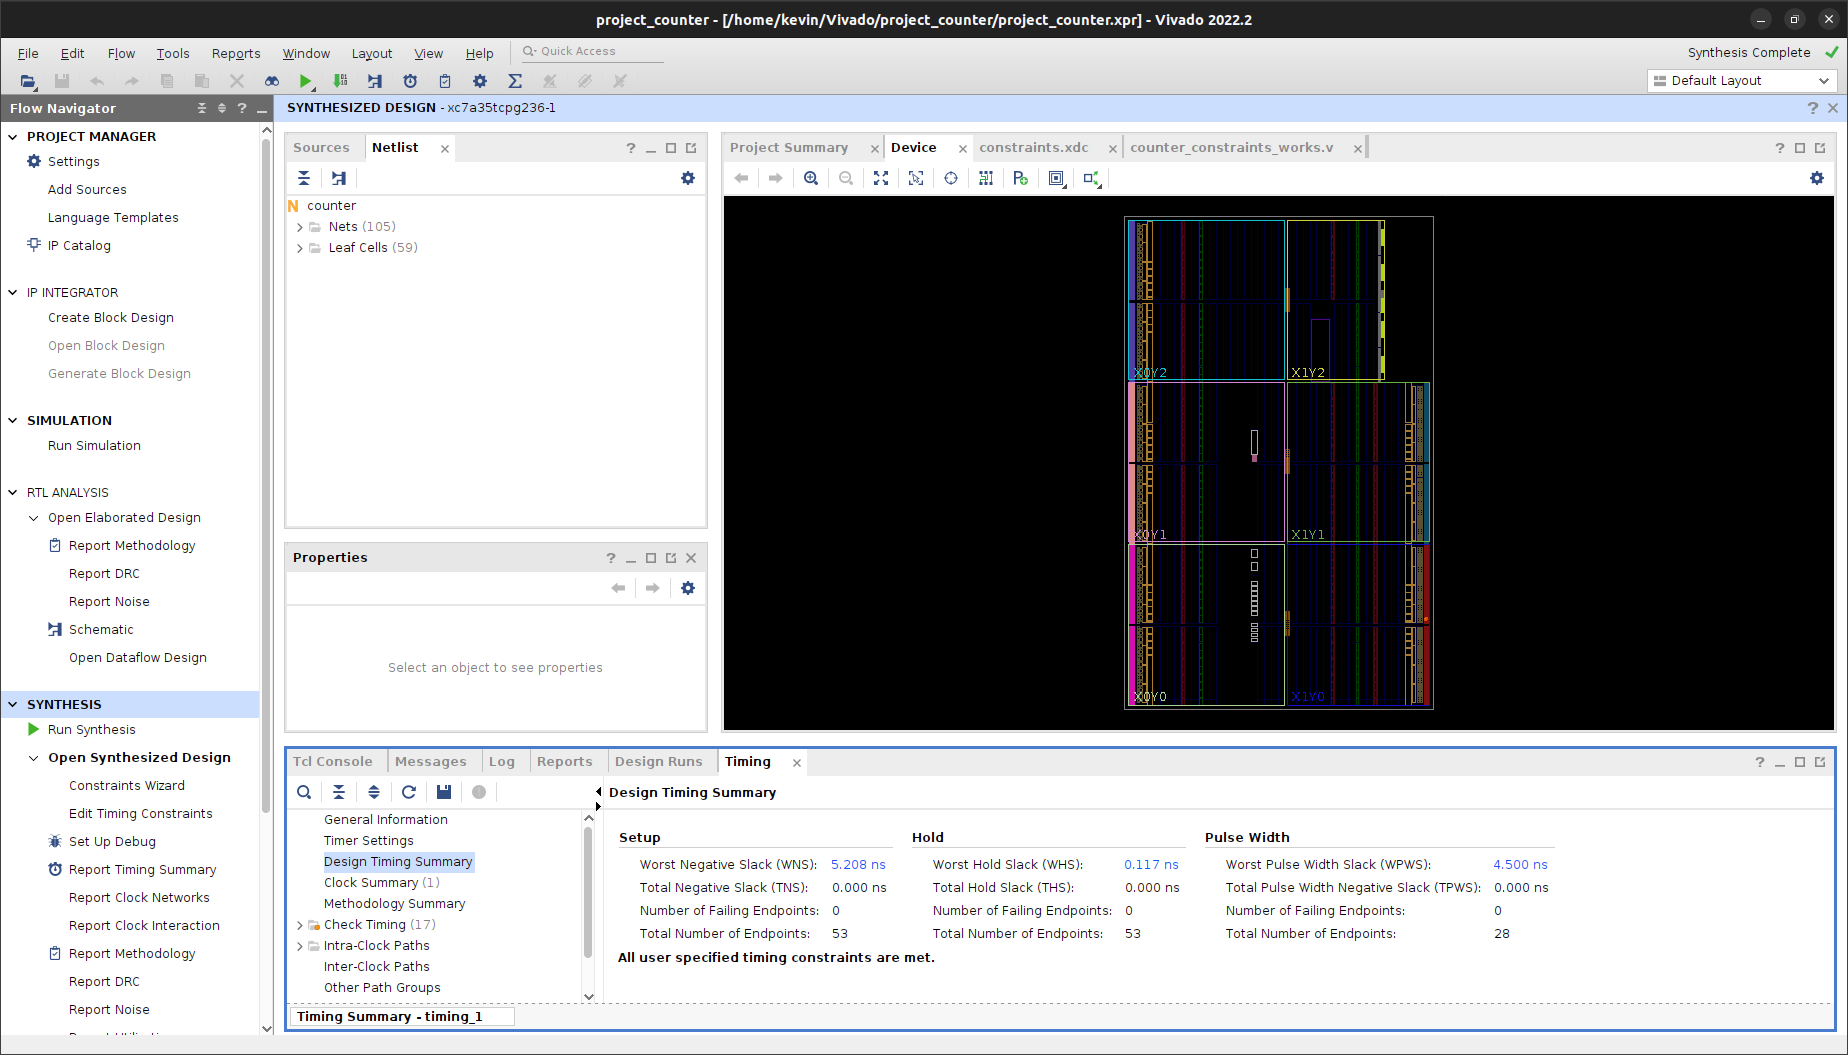 project_counter - [/home/kevin/Vivado/project_counter/project_counter.xpr] - Vivado 2022.2
File Edit Flow Tools Reports Window Layout View Help Quick Access
Synthesis Complete
Default Layout
Flow Navigator
SYNTHESIZED DESIGN - xc7a35tcpg236-1
PROJECT MANAGER
Settings
Add Sources
Language Templates
IP Catalog
IP INTEGRATOR
Create Block Design
Open Block Design
Generate Block Design
SIMULATION
Run Simulation
RTL ANALYSIS
Open Elaborated Design
Report Methodology
Report DRC
Report Noise
Schematic
Open Dataflow Design
SYNTHESIS
Run Synthesis
Open Synthesized Design
Constraints Wizard
Edit Timing Constraints
Set Up Debug
Report Timing Summary
Report Clock Networks
Report Clock Interaction
Report Methodology
Report DRC
Report Noise
Sources Netlist
N counter
Nets (105)
Leaf Cells (59)
Properties
Select an object to see properties
Project Summary Device constraints.xdc counter_constraints_works.v
X0Y2 X1Y2
X0Y1 X1Y1
X0Y0 X1Y0
Tcl Console Messages Log Reports Design Runs Timing
General Information
Timer Settings
Design Timing Summary
Clock Summary (1)
Methodology Summary
Check Timing (17)
Intra-Clock Paths
Inter-Clock Paths
Other Path Groups
Design Timing Summary
Setup Hold Pulse Width
Worst Negative Slack (WNS): 5.208 ns Worst Hold Slack (WHS): 0.117 ns Worst Pulse Width Slack (WPWS): 4.500 ns
Total Negative Slack (TNS): 0.000 ns Total Hold Slack (THS): 0.000 ns Total Pulse Width Negative Slack (TPWS): 0.000 ns
Number of Failing Endpoints: 0 Number of Failing Endpoints: 0 Number of Failing Endpoints: 0
Total Number of Endpoints: 53 Total Number of Endpoints: 53 Total Number of Endpoints: 28
All user specified timing constraints are met.
Timing Summary - timing_1